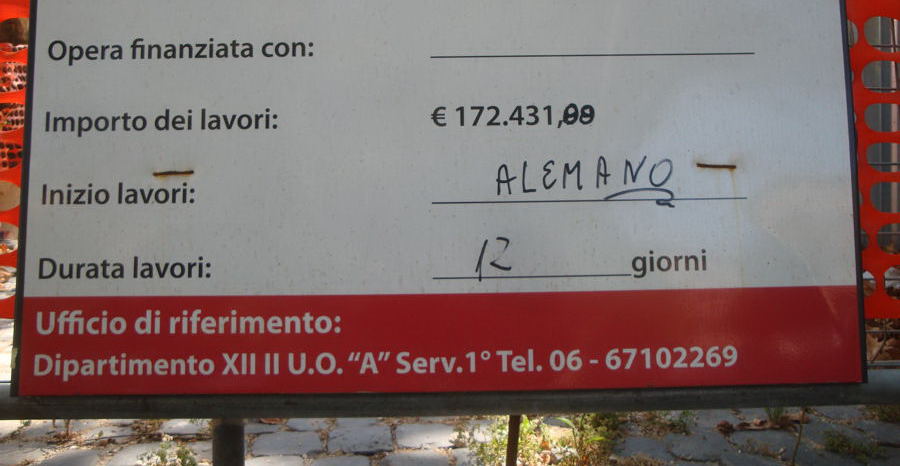 Opera finanziata con:
Importo dei lavori: € 172.431,99
Inizio lavori: ALEMANO
Durata lavori: 12 giorni
Ufficio di riferimento:
Dipartimento XII II U.O. “A” Serv.1° Tel. 06 - 67102269